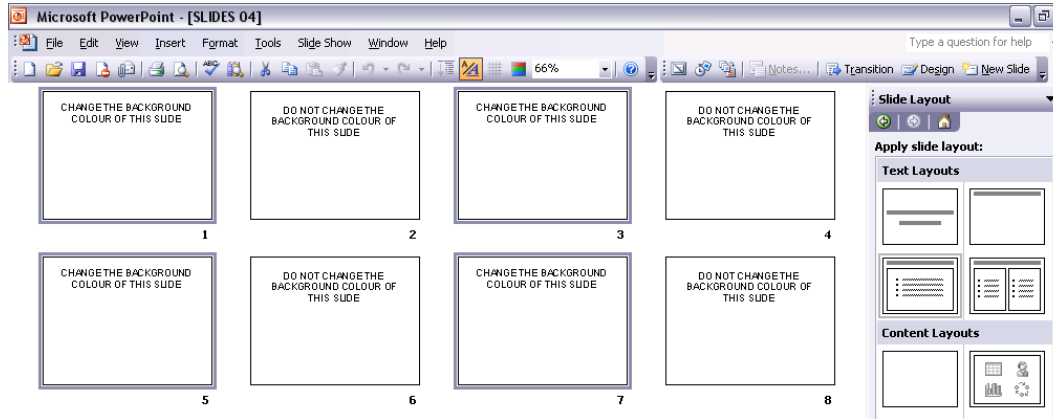 Microsoft PowerPoint - [SLIDES 04]
File Edit View Insert Format Tools Slide Show Window Help Type a question for help
ABC 66% Notes... Transition Design New Slide
CHANGE THE BACKGROUND
COLOUR OF THIS SLIDE
1
DO NOT CHANGE THE
BACKGROUND COLOUR OF
THIS SLIDE
2
CHANGE THE BACKGROUND
COLOUR OF THIS SLIDE
3
DO NOT CHANGE THE
BACKGROUND COLOUR OF
THIS SLIDE
4
CHANGE THE BACKGROUND
COLOUR OF THIS SLIDE
5
DO NOT CHANGE THE
BACKGROUND COLOUR OF
THIS SLIDE
6
CHANGE THE BACKGROUND
COLOUR OF THIS SLIDE
7
DO NOT CHANGE THE
BACKGROUND COLOUR OF
THIS SLIDE
8
Slide Layout
Apply slide layout:
Text Layouts
Content Layouts